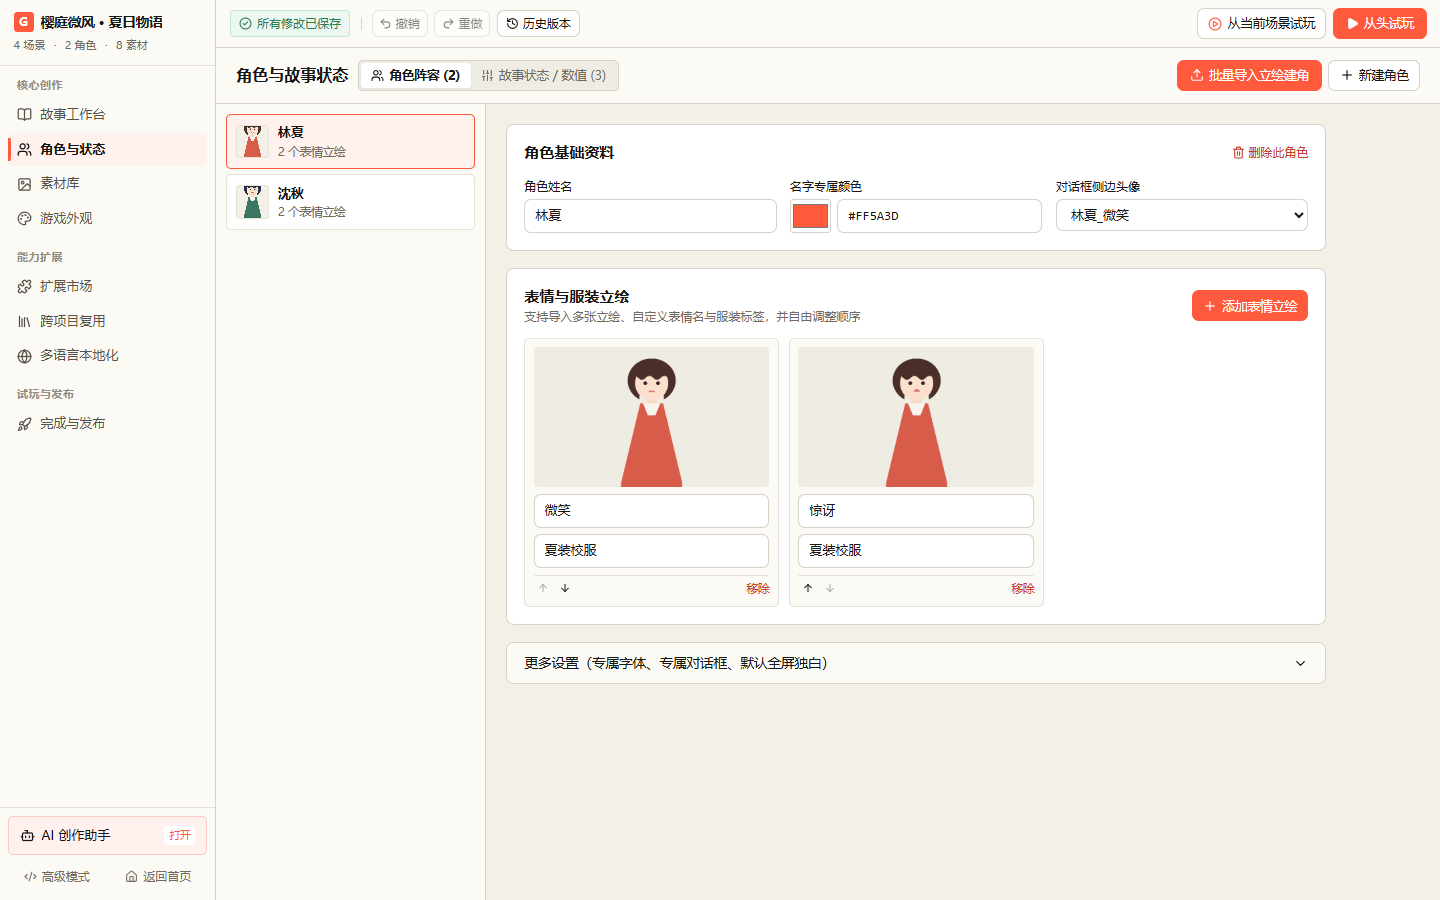 G 樱庭微风 • 夏日物语
4 场景 · 2 角色 · 8 素材
核心创作
故事工作台
角色与状态
素材库
游戏外观
能力扩展
扩展市场
跨项目复用
多语言本地化
试玩与发布
完成与发布
AI 创作助手 打开
高级模式 返回首页
所有修改已保存 撤销 重做 历史版本 从当前场景试玩 从头试玩
角色与故事状态 角色阵容 (2) 故事状态 / 数值 (3) 批量导入立绘建角 新建角色
林夏
2 个表情立绘
沈秋
2 个表情立绘
角色基础资料 删除此角色
角色姓名 名字专属颜色 对话框侧边头像
林夏 #FF5A3D 林夏_微笑
表情与服装立绘
支持导入多张立绘、自定义表情名与服装标签，并自由调整顺序
添加表情立绘
微笑 惊讶
夏装校服 夏装校服
移除 移除
更多设置（专属字体、专属对话框、默认全屏独白）